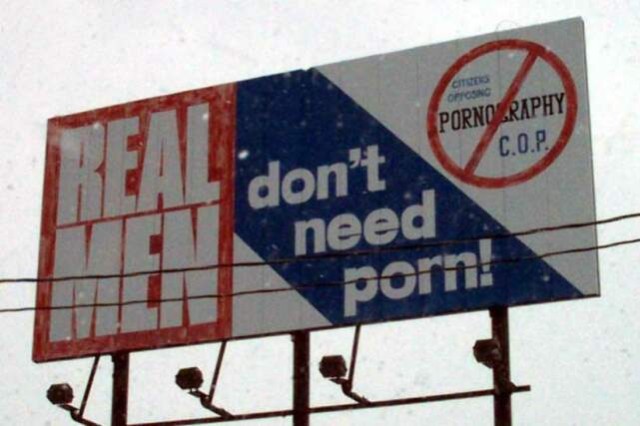 REAL
MEN
don't
need
porn!
CITIZENS
OPPOSING
PORNOGRAPHY
C.O.P.